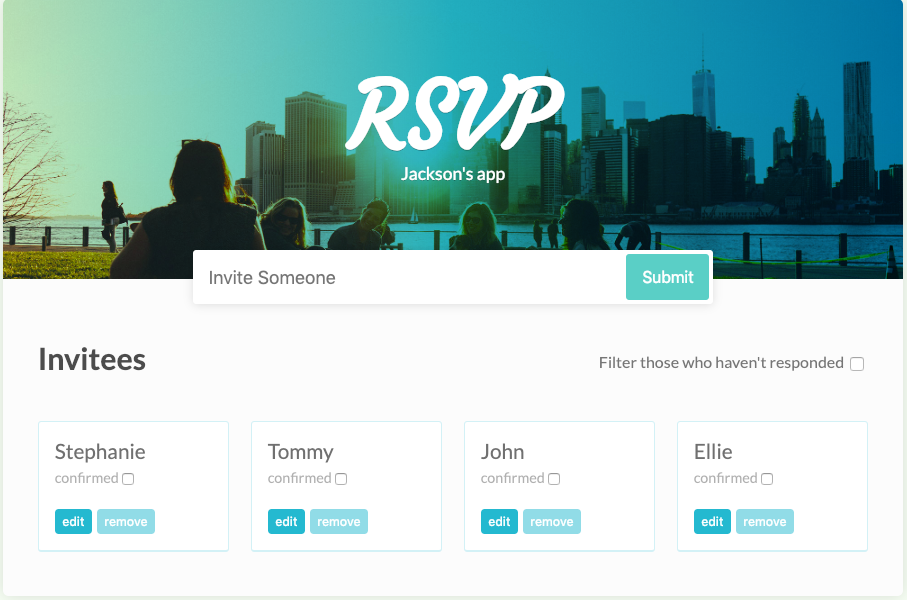 RSVP
Jackson's app
Invite Someone Submit
Invitees Filter those who haven't responded
Stephanie Tommy John Ellie
confirmed confirmed confirmed confirmed
edit remove edit remove edit remove edit remove